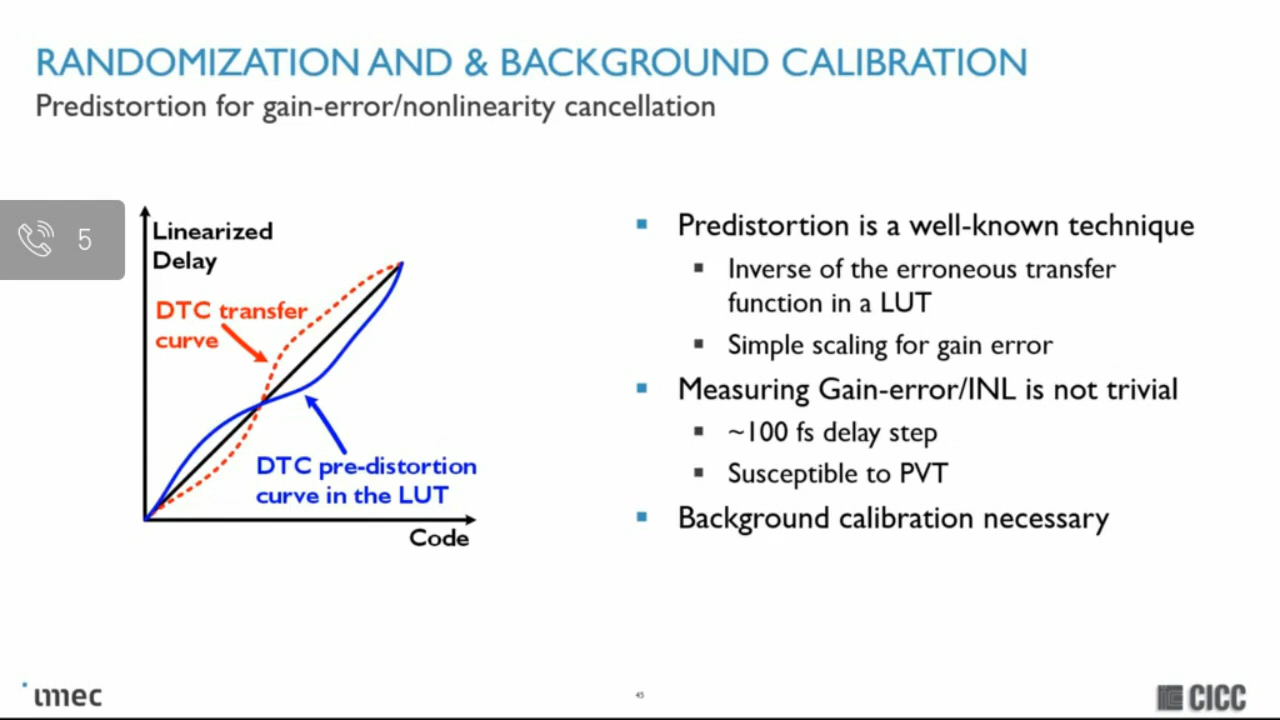 RANDOMIZATION AND & BACKGROUND CALIBRATION
Predistortion for gain-error/nonlinearity cancellation
5
Linearized
Delay
DTC transfer
curve
DTC pre-distortion
curve in the LUT
Code
Predistortion is a well-known technique
Inverse of the erroneous transfer
function in a LUT
Simple scaling for gain error
Measuring Gain-error/INL is not trivial
~100 fs delay step
Susceptible to PVT
Background calibration necessary
imec
45
CICC